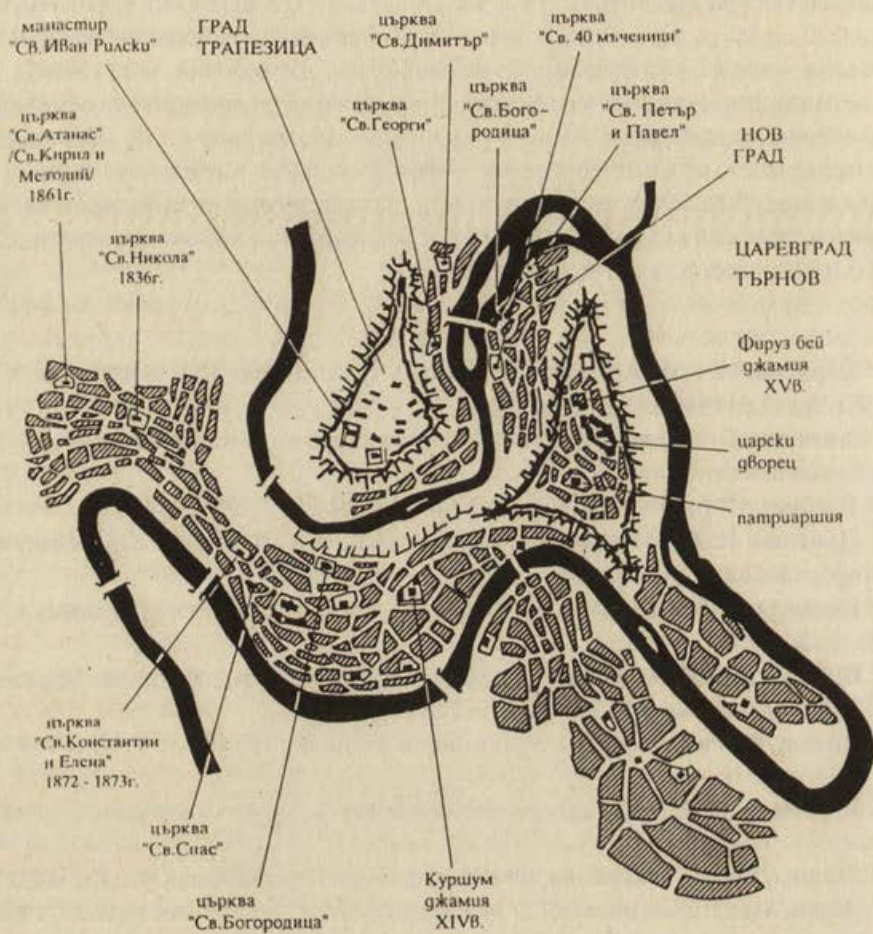 манастир
"СВ.Иван Рилски"
ГРАД
ТРАПЕЗИЦА
църква
"Св.Димитър"
църква
"Св. 40 мъченици"
църква
"Св.Атанас"
/Св.Кирил и
Методий/
1861г.
църква
"Св.Георги"
църква
"Св.Бого-
родица"
църква
"Св. Петър
и Павел"
НОВ
ГРАД
църква
"Св.Никола"
1836г.
ЦАРЕВГРАД
ТЪРНОВ
Фируз бей
джамия
XVв.
царски
дворец
патриаршия
църква
"Св.Константин
и Елена"
1872 - 1873г.
църква
"Св.Спас"
църква
"Св.Богородица"
Куршум
джамия
XIVв.